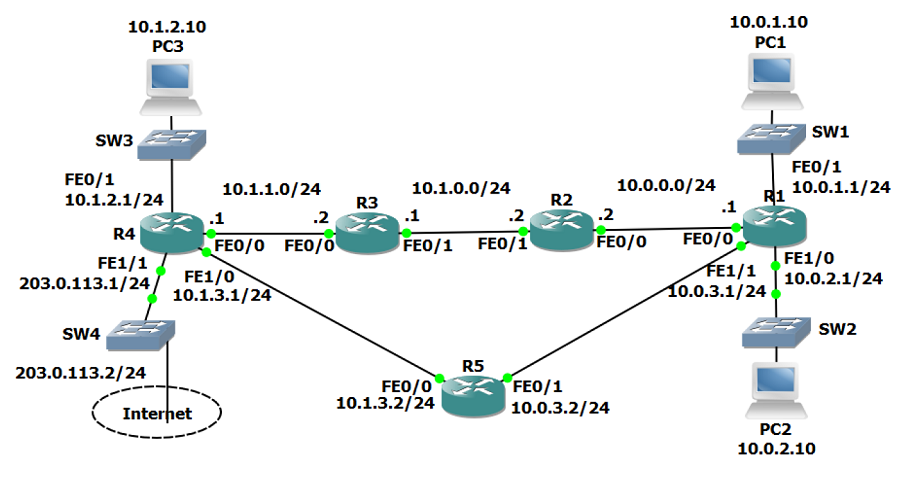 10.1.2.10
PC3
10.0.1.10
PC1
SW3
SW1
FE0/1
10.1.2.1/24
FE0/1
10.0.1.1/24
10.1.1.0/24
10.1.0.0/24
10.0.0.0/24
R4
.1
.2
R3
.1
.2
R2
.2
.1
R1
FE0/0
FE0/0
FE0/1
FE0/1
FE0/0
FE0/0
FE1/1
203.0.113.1/24
FE1/0
10.1.3.1/24
FE1/1
10.0.3.1/24
FE1/0
10.0.2.1/24
SW4
SW2
203.0.113.2/24
Internet
R5
FE0/0
10.1.3.2/24
FE0/1
10.0.3.2/24
PC2
10.0.2.10